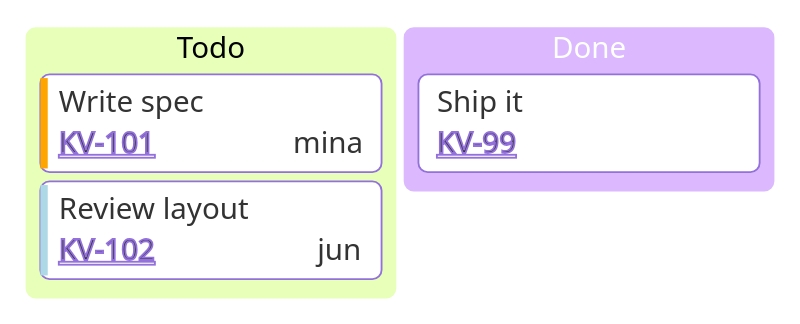 Todo
Write spec
KV-101 mina
Review layout
KV-102 jun
Done
Ship it
KV-99